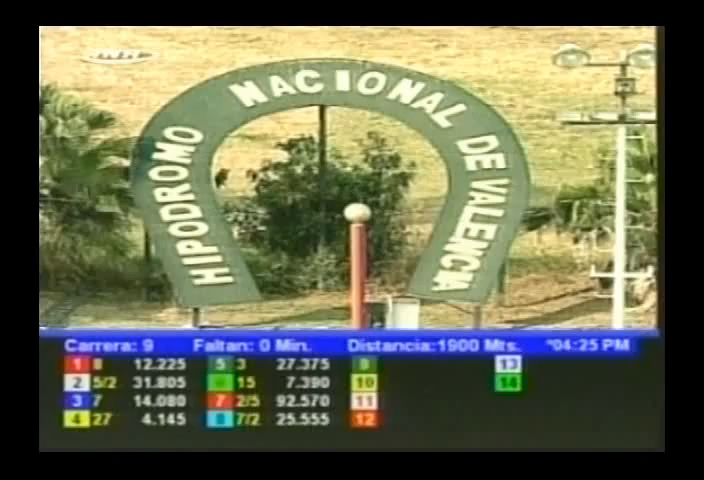 HIPODROMO NACIONAL DE VALENCIA
Carrera: 9 Faltan: 0 Min. Distancia:1900 Mts. *04:25 PM
1 8 12.225 5 3 27.375 9 13
2 5/2 31.805 6 15 7.390 10 14
3 7 14.080 7 2/5 92.570 11
4 27 4.145 8 7/2 25.555 12